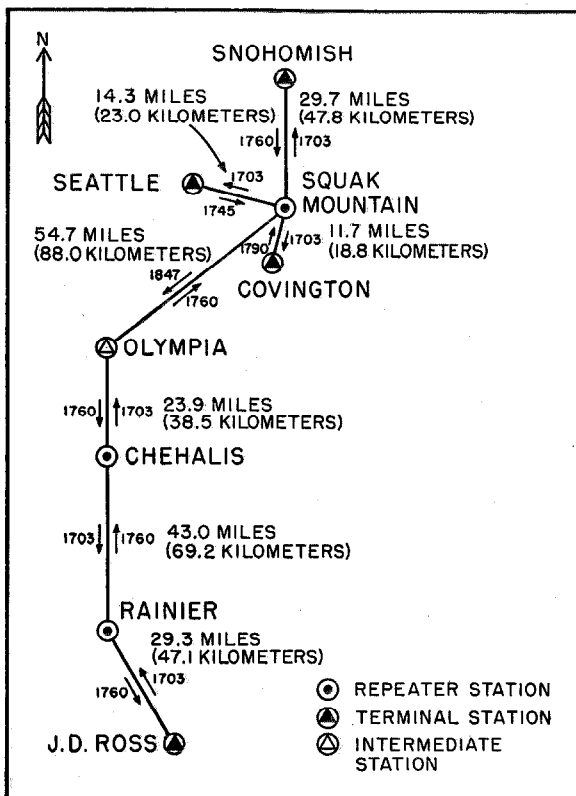 N
SNOHOMISH
14.3 MILES
(23.0 KILOMETERS)
29.7 MILES
(47.8 KILOMETERS)
1760
1703
1703
SEATTLE
1745
SQUAK
MOUNTAIN
54.7 MILES
(88.0 KILOMETERS)
1790
1703
11.7 MILES
(18.8 KILOMETERS)
COVINGTON
1847
1760
OLYMPIA
1760
1703
23.9 MILES
(38.5 KILOMETERS)
CHEHALIS
1703
1760
43.0 MILES
(69.2 KILOMETERS)
RAINIER
29.3 MILES
(47.1 KILOMETERS)
1760
1703
J.D. ROSS
REPEATER STATION
TERMINAL STATION
INTERMEDIATE
STATION